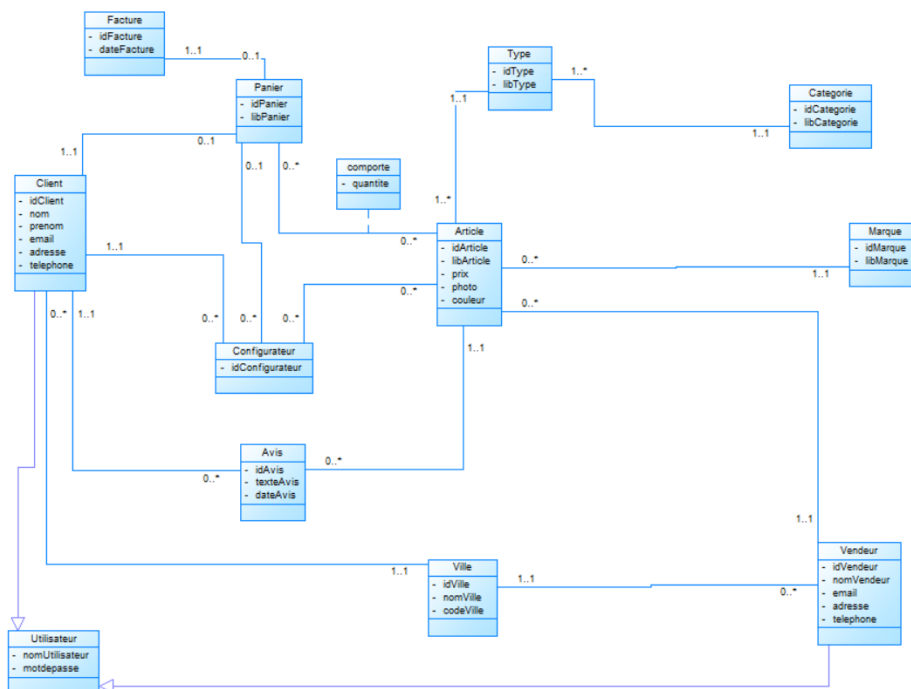 Facture
- idFacture
- dateFacture
1..1
0..1
Panier
- idPanier
- libPanier
Type
- idType
- libType
1..*
1..1
Categorie
- idCategorie
- libCategorie
1..1
1..1
0..1
0..1
0..*
comporte
- quantite
Client
- idClient
- nom
- prenom
- email
- adresse
- telephone
1..*
0..*
Article
- idArticle
- libArticle
- prix
- photo
- couleur
Marque
- idMarque
- libMarque
0..*
1..1
1..1
0..*
0..*
0..*
1..1
0..*
0..*
0..*
1..1
Configurateur
- idConfigurateur
Avis
- idAvis
- texteAvis
- dateAvis
0..*
0..*
1..1
Vendeur
- idVendeur
- nomVendeur
- email
- adresse
- telephone
Ville
- idVille
- nomVille
- codeVille
1..1
1..1
0..*
Utilisateur
- nomUtilisateur
- motdepasse